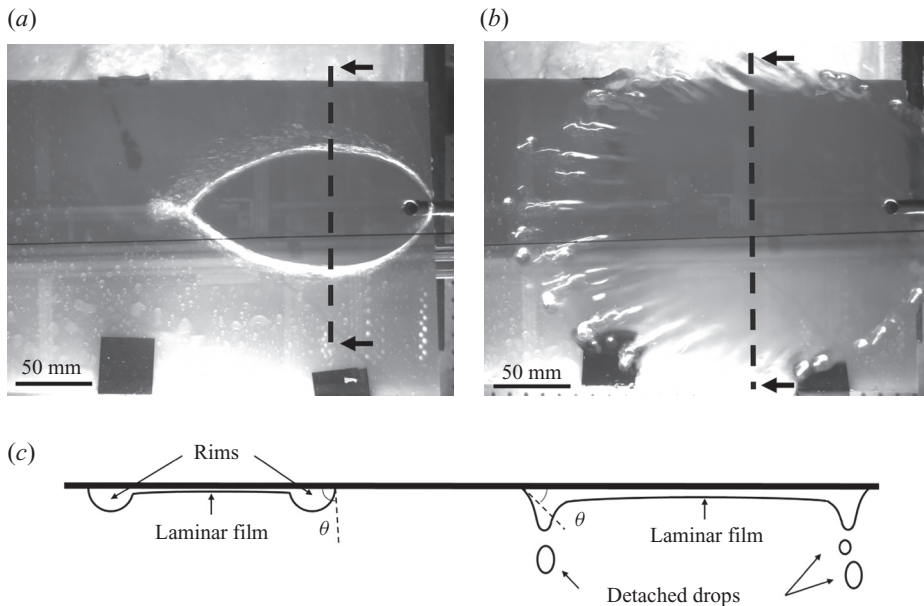 (a)
(b)
50 mm
50 mm
(c)
Rims
Laminar film
θ
θ
Laminar film
Detached drops